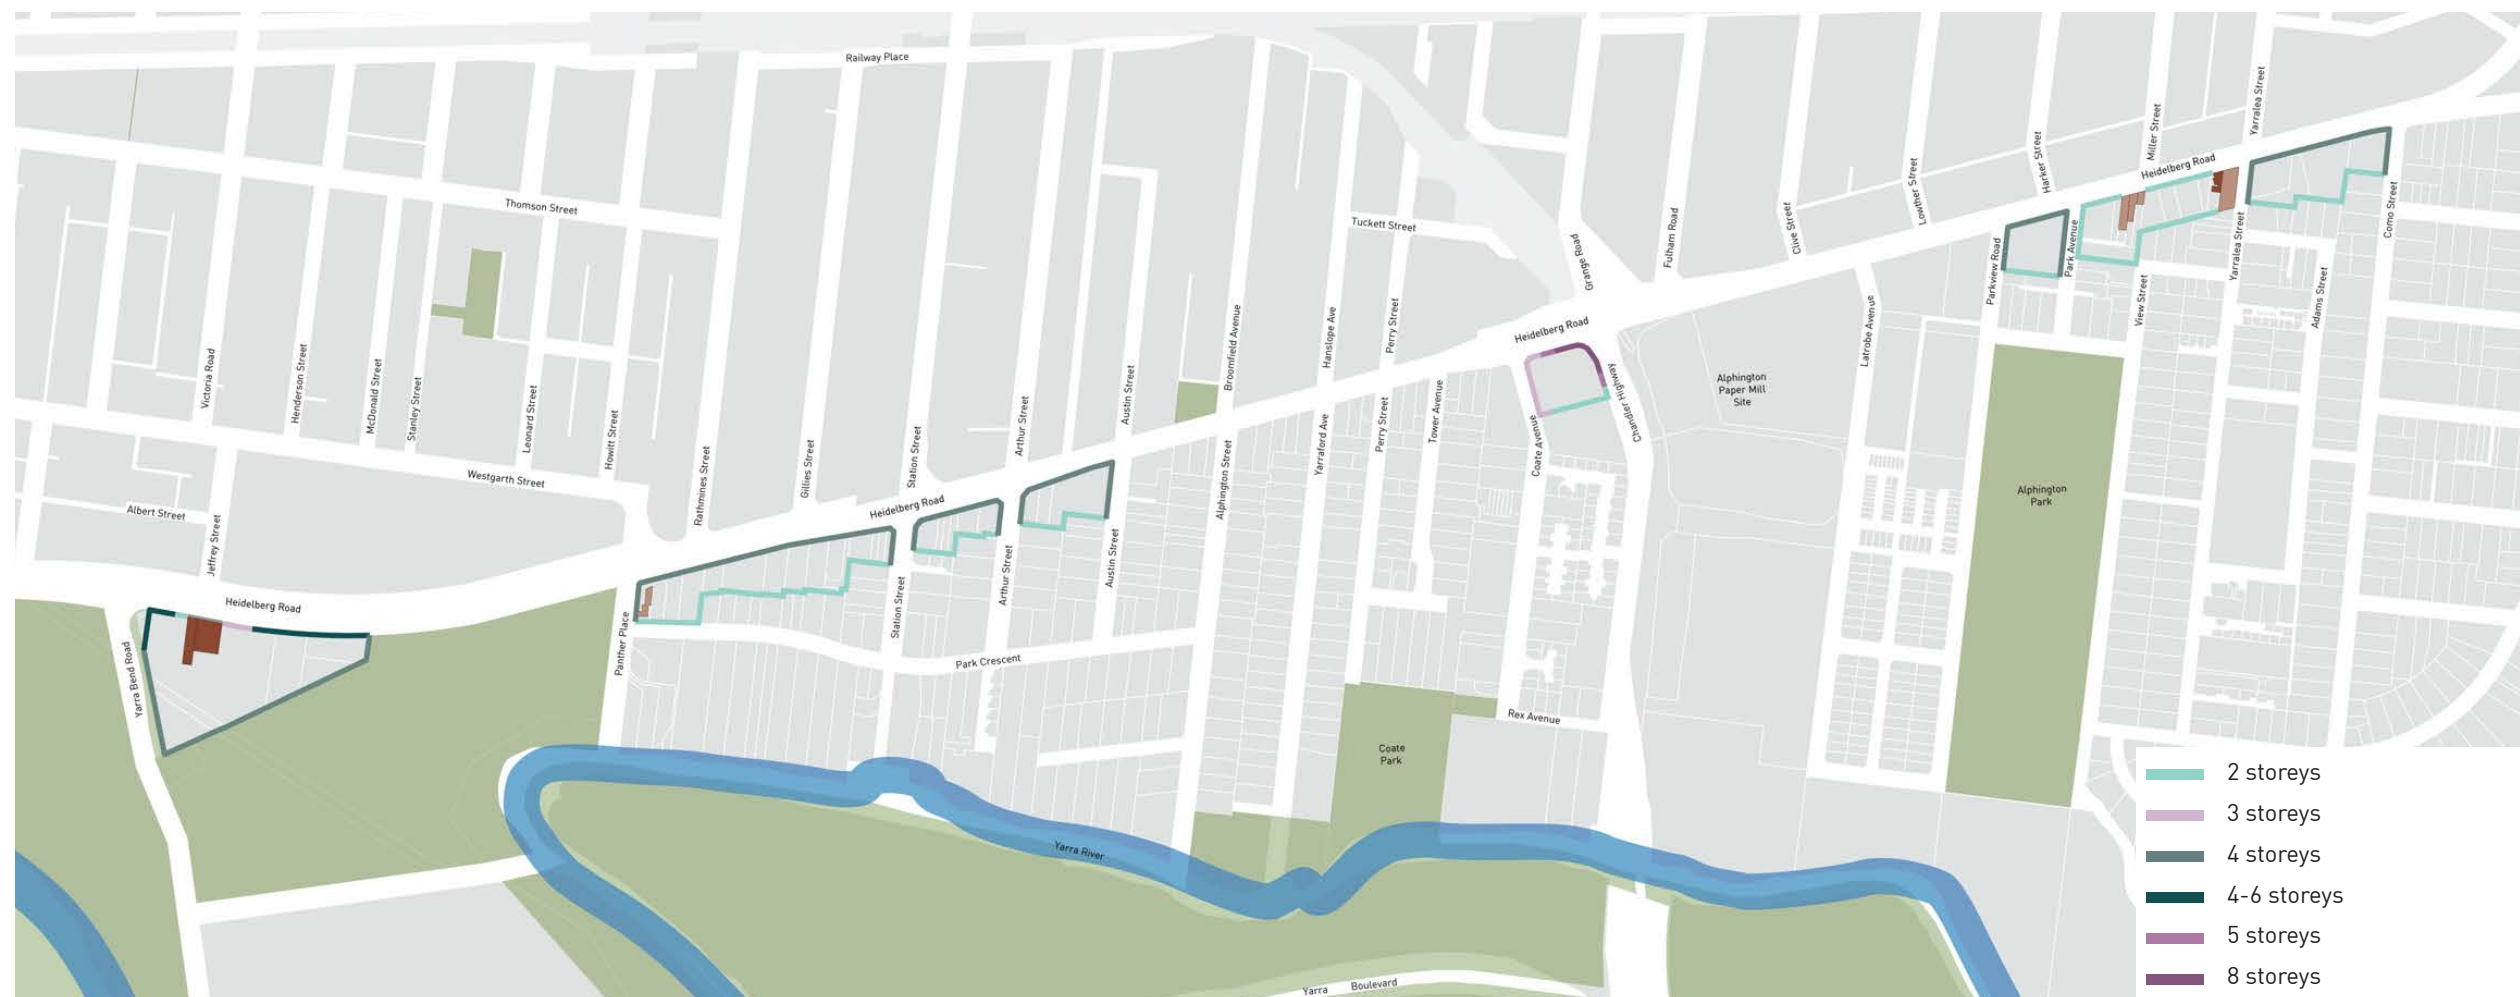 Railway Place
Thomson Street
Tuckett Street
Grange Road
Fulham Road
Clive Street
Lowther Street
Harker Street
Miller Street
Yarralea Street
Heidelberg Road
Como Street
Parkview Road
Park Avenue
View Street
Yarralea Street
Adams Street
Latrobe Avenue
Victoria Road
Henderson Street
McDonald Street
Stanley Street
Leonard Street
Howitt Street
Rathmines Street
Gillies Street
Station Street
Arthur Street
Austin Street
Broomfield Avenue
Hanslope Ave
Perry Street
Heidelberg Road
Alphington
Paper Mill
Site
Chandler Highway
Coate Avenue
Tower Avenue
Perry Street
Yarraford Ave
Alphington Street
Westgarth Street
Heidelberg Road
Albert Street
Jeffrey Street
Alphington
Park
Austin Street
Arthur Street
Station Street
Heidelberg Road
Panther Place
Yarra Bend Road
Park Crescent
Rex Avenue
Coate
Park
Yarra River
Yarra Boulevard
2 storeys
3 storeys
4 storeys
4-6 storeys
5 storeys
8 storeys